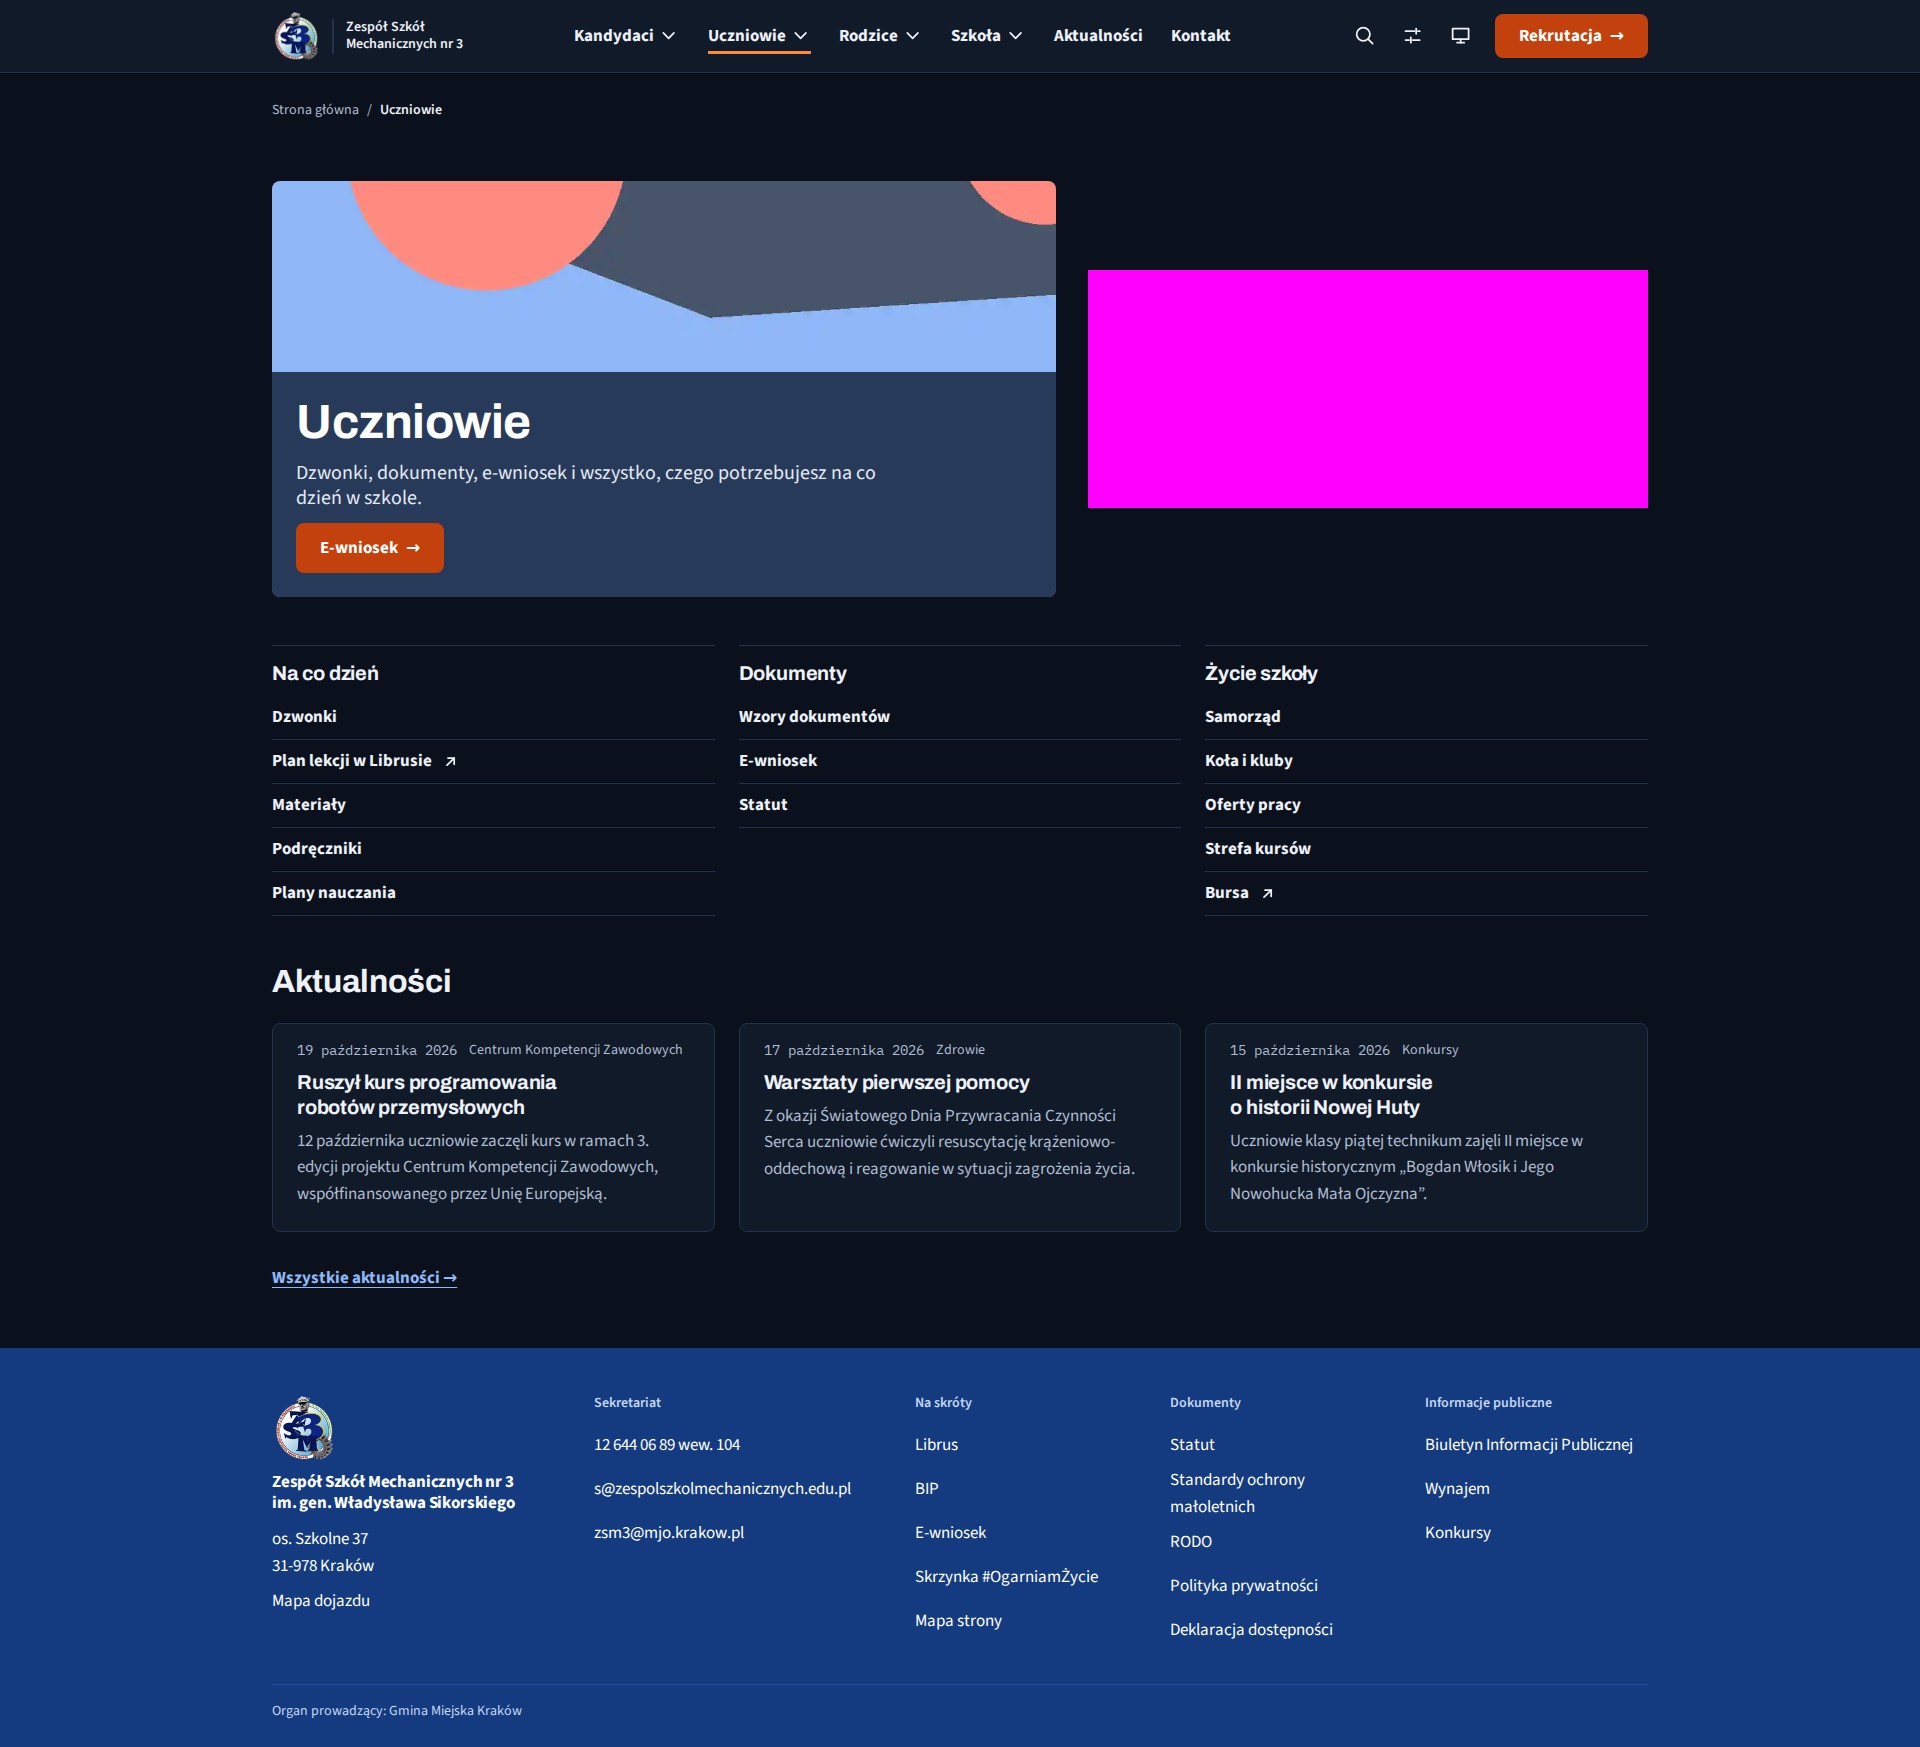 Zespół Szkół
Mechanicznych nr 3
Kandydaci
Uczniowie
Rodzice
Szkoła
Aktualności
Kontakt
Rekrutacja →
Strona główna / Uczniowie
Uczniowie
Dzwonki, dokumenty, e-wniosek i wszystko, czego potrzebujesz na co
dzień w szkole.
E-wniosek →
Na co dzień
Dzwonki
Plan lekcji w Librusie
Materiały
Podręczniki
Plany nauczania
Dokumenty
Wzory dokumentów
E-wniosek
Statut
Życie szkoły
Samorząd
Koła i kluby
Oferty pracy
Strefa kursów
Bursa
Aktualności
19 października 2026 Centrum Kompetencji Zawodowych
Ruszył kurs programowania
robotów przemysłowych
12 października uczniowie zaczęli kurs w ramach 3.
edycji projektu Centrum Kompetencji Zawodowych,
współfinansowanego przez Unię Europejską.
17 października 2026 Zdrowie
Warsztaty pierwszej pomocy
Z okazji Światowego Dnia Przywracania Czynności
Serca uczniowie ćwiczyli resuscytację krążeniowo-
oddechową i reagowanie w sytuacji zagrożenia życia.
15 października 2026 Konkursy
II miejsce w konkursie
o historii Nowej Huty
Uczniowie klasy piątej technikum zajęli II miejsce w
konkursie historycznym „Bogdan Włosik i Jego
Nowohucka Mała Ojczyzna”.
Wszystkie aktualności →
Zespół Szkół Mechanicznych nr 3
im. gen. Władysława Sikorskiego
os. Szkolne 37
31-978 Kraków
Mapa dojazdu
Sekretariat
12 644 06 89 wew. 104
s@zespolszkolmechanicznych.edu.pl
zsm3@mjo.krakow.pl
Na skróty
Librus
BIP
E-wniosek
Skrzynka #OgarniamŻycie
Mapa strony
Dokumenty
Statut
Standardy ochrony
małoletnich
RODO
Polityka prywatności
Deklaracja dostępności
Informacje publiczne
Biuletyn Informacji Publicznej
Wynajem
Konkursy
Organ prowadzący: Gmina Miejska Kraków